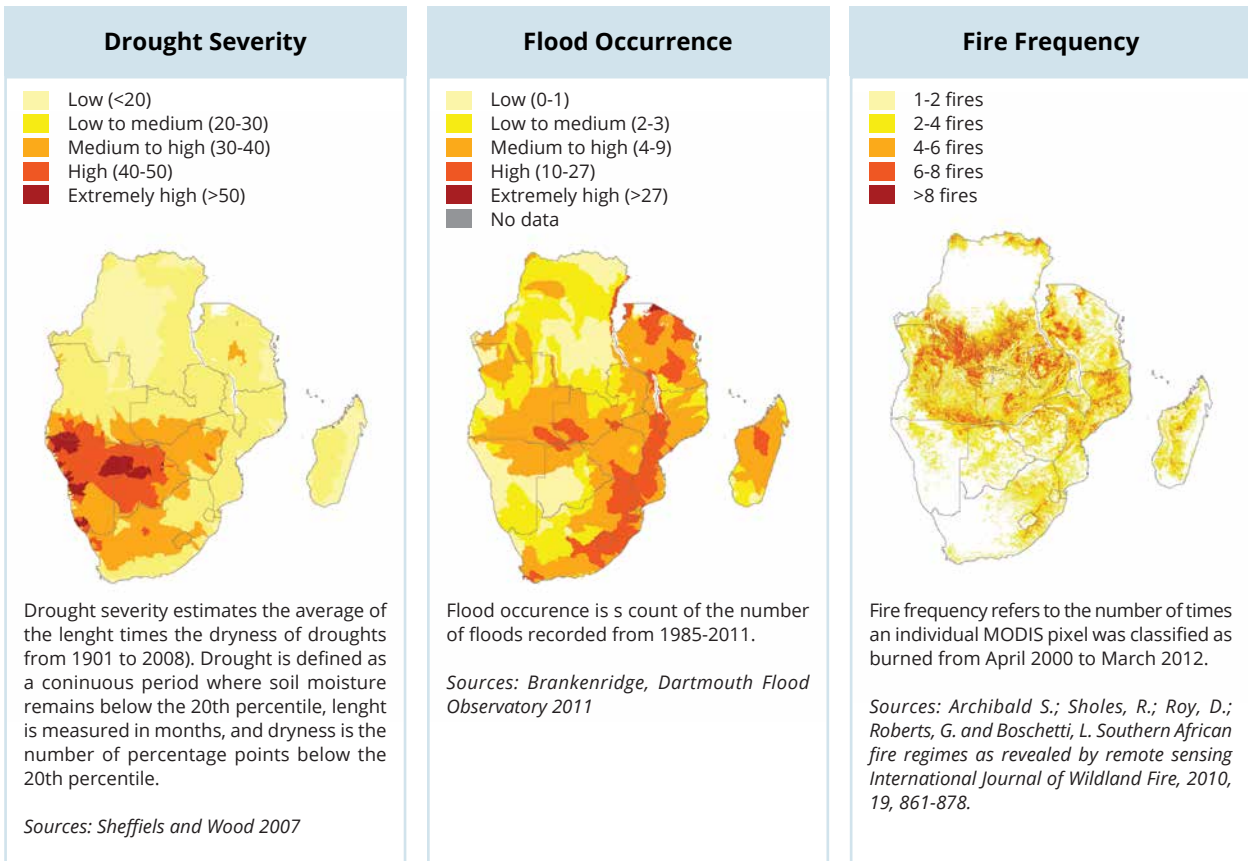 Drought Severity
Low (<20)
Low to medium (20-30)
Medium to high (30-40)
High (40-50)
Extremely high (>50)
Drought severity estimates the average of
the lenght times the dryness of droughts
from 1901 to 2008). Drought is defined as
a coninuous period where soil moisture
remains below the 20th percentile, lenght
is measured in months, and dryness is the
number of percentage points below the
20th percentile.
Sources: Sheffiels and Wood 2007
Flood Occurrence
Low (0-1)
Low to medium (2-3)
Medium to high (4-9)
High (10-27)
Extremely high (>27)
No data
Flood occurence is s count of the number
of floods recorded from 1985-2011.
Sources: Brankenridge, Dartmouth Flood
Observatory 2011
Fire Frequency
1-2 fires
2-4 fires
4-6 fires
6-8 fires
>8 fires
Fire frequency refers to the number of times
an individual MODIS pixel was classified as
burned from April 2000 to March 2012.
Sources: Archibald S.; Sholes, R.; Roy, D.;
Roberts, G. and Boschetti, L. Southern African
fire regimes as revealed by remote sensing
International Journal of Wildland Fire, 2010,
19, 861-878.